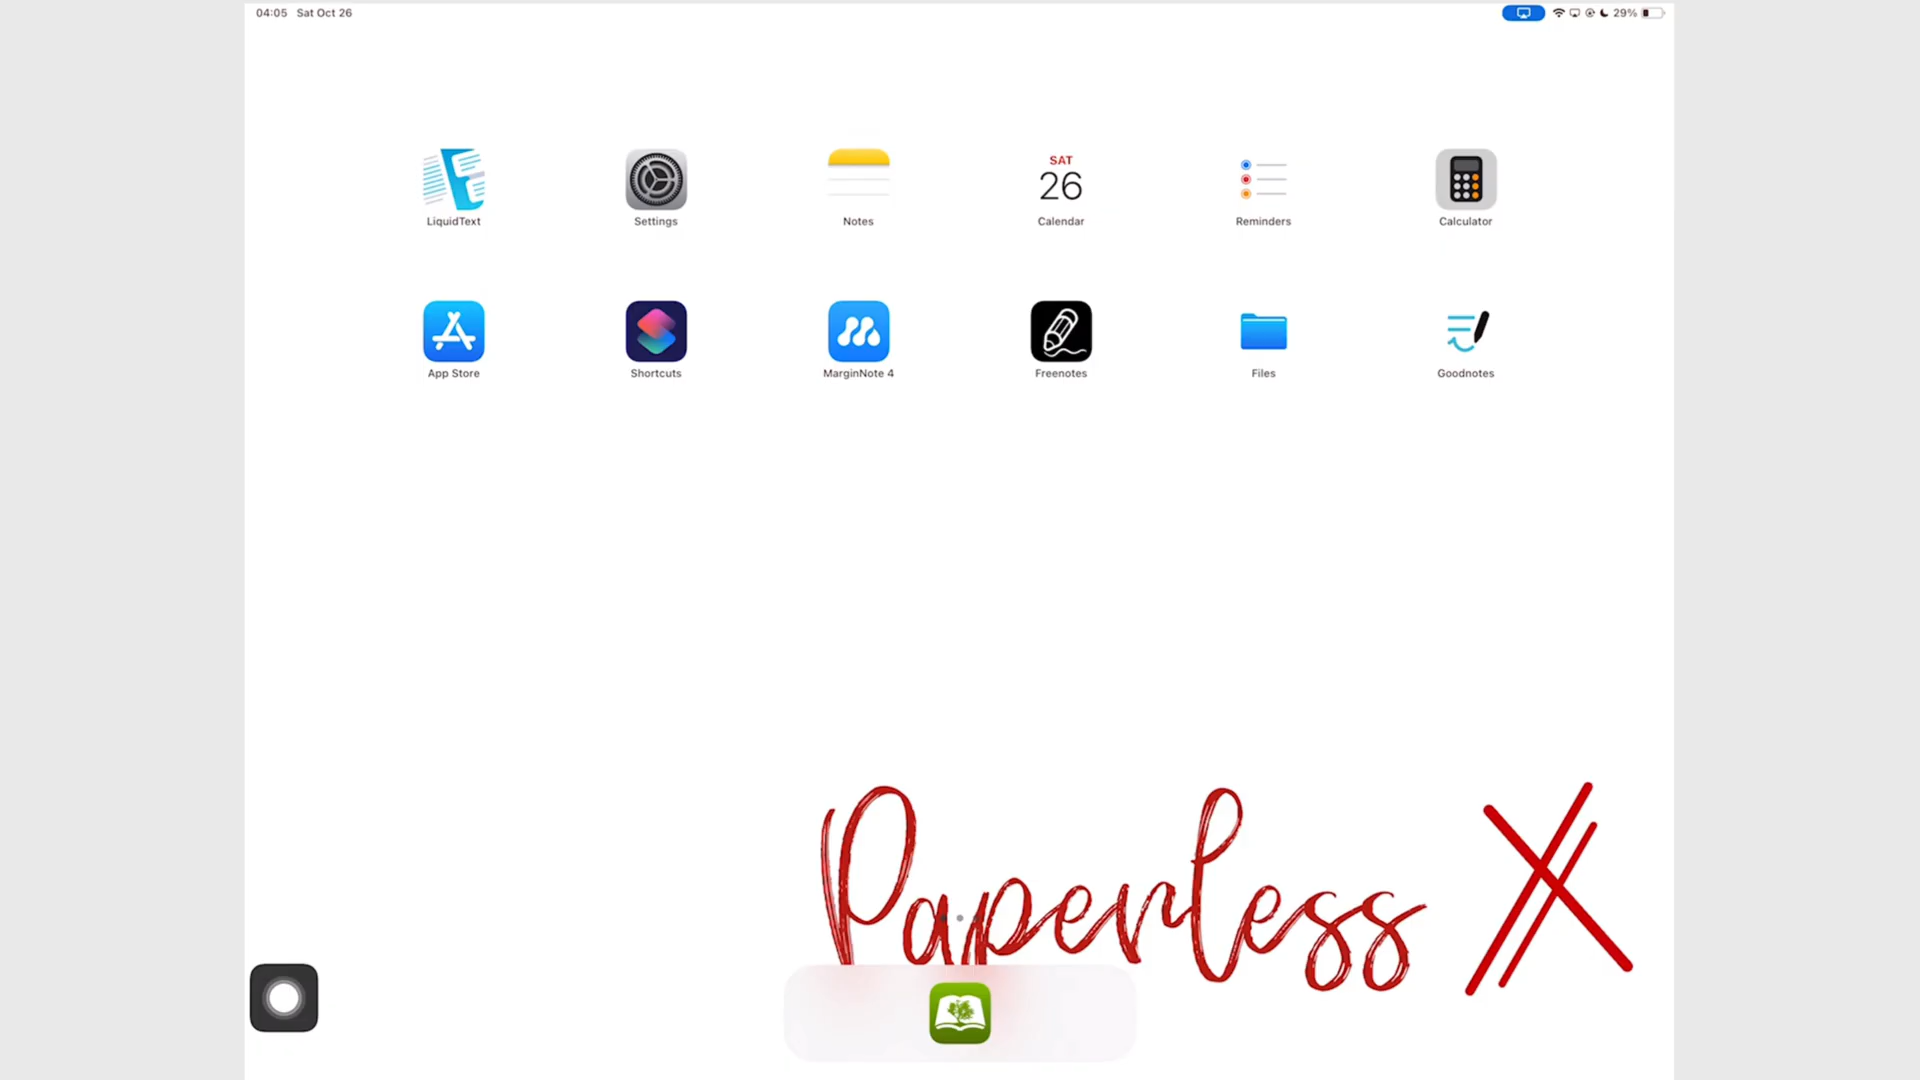 04:05 Sat Oct 26
29%
LiquidText
Settings
Notes
SAT
26
Calendar
Reminders
Calculator
App Store
Shortcuts
MarginNote 4
Freenotes
Files
Goodnotes
Paperless X